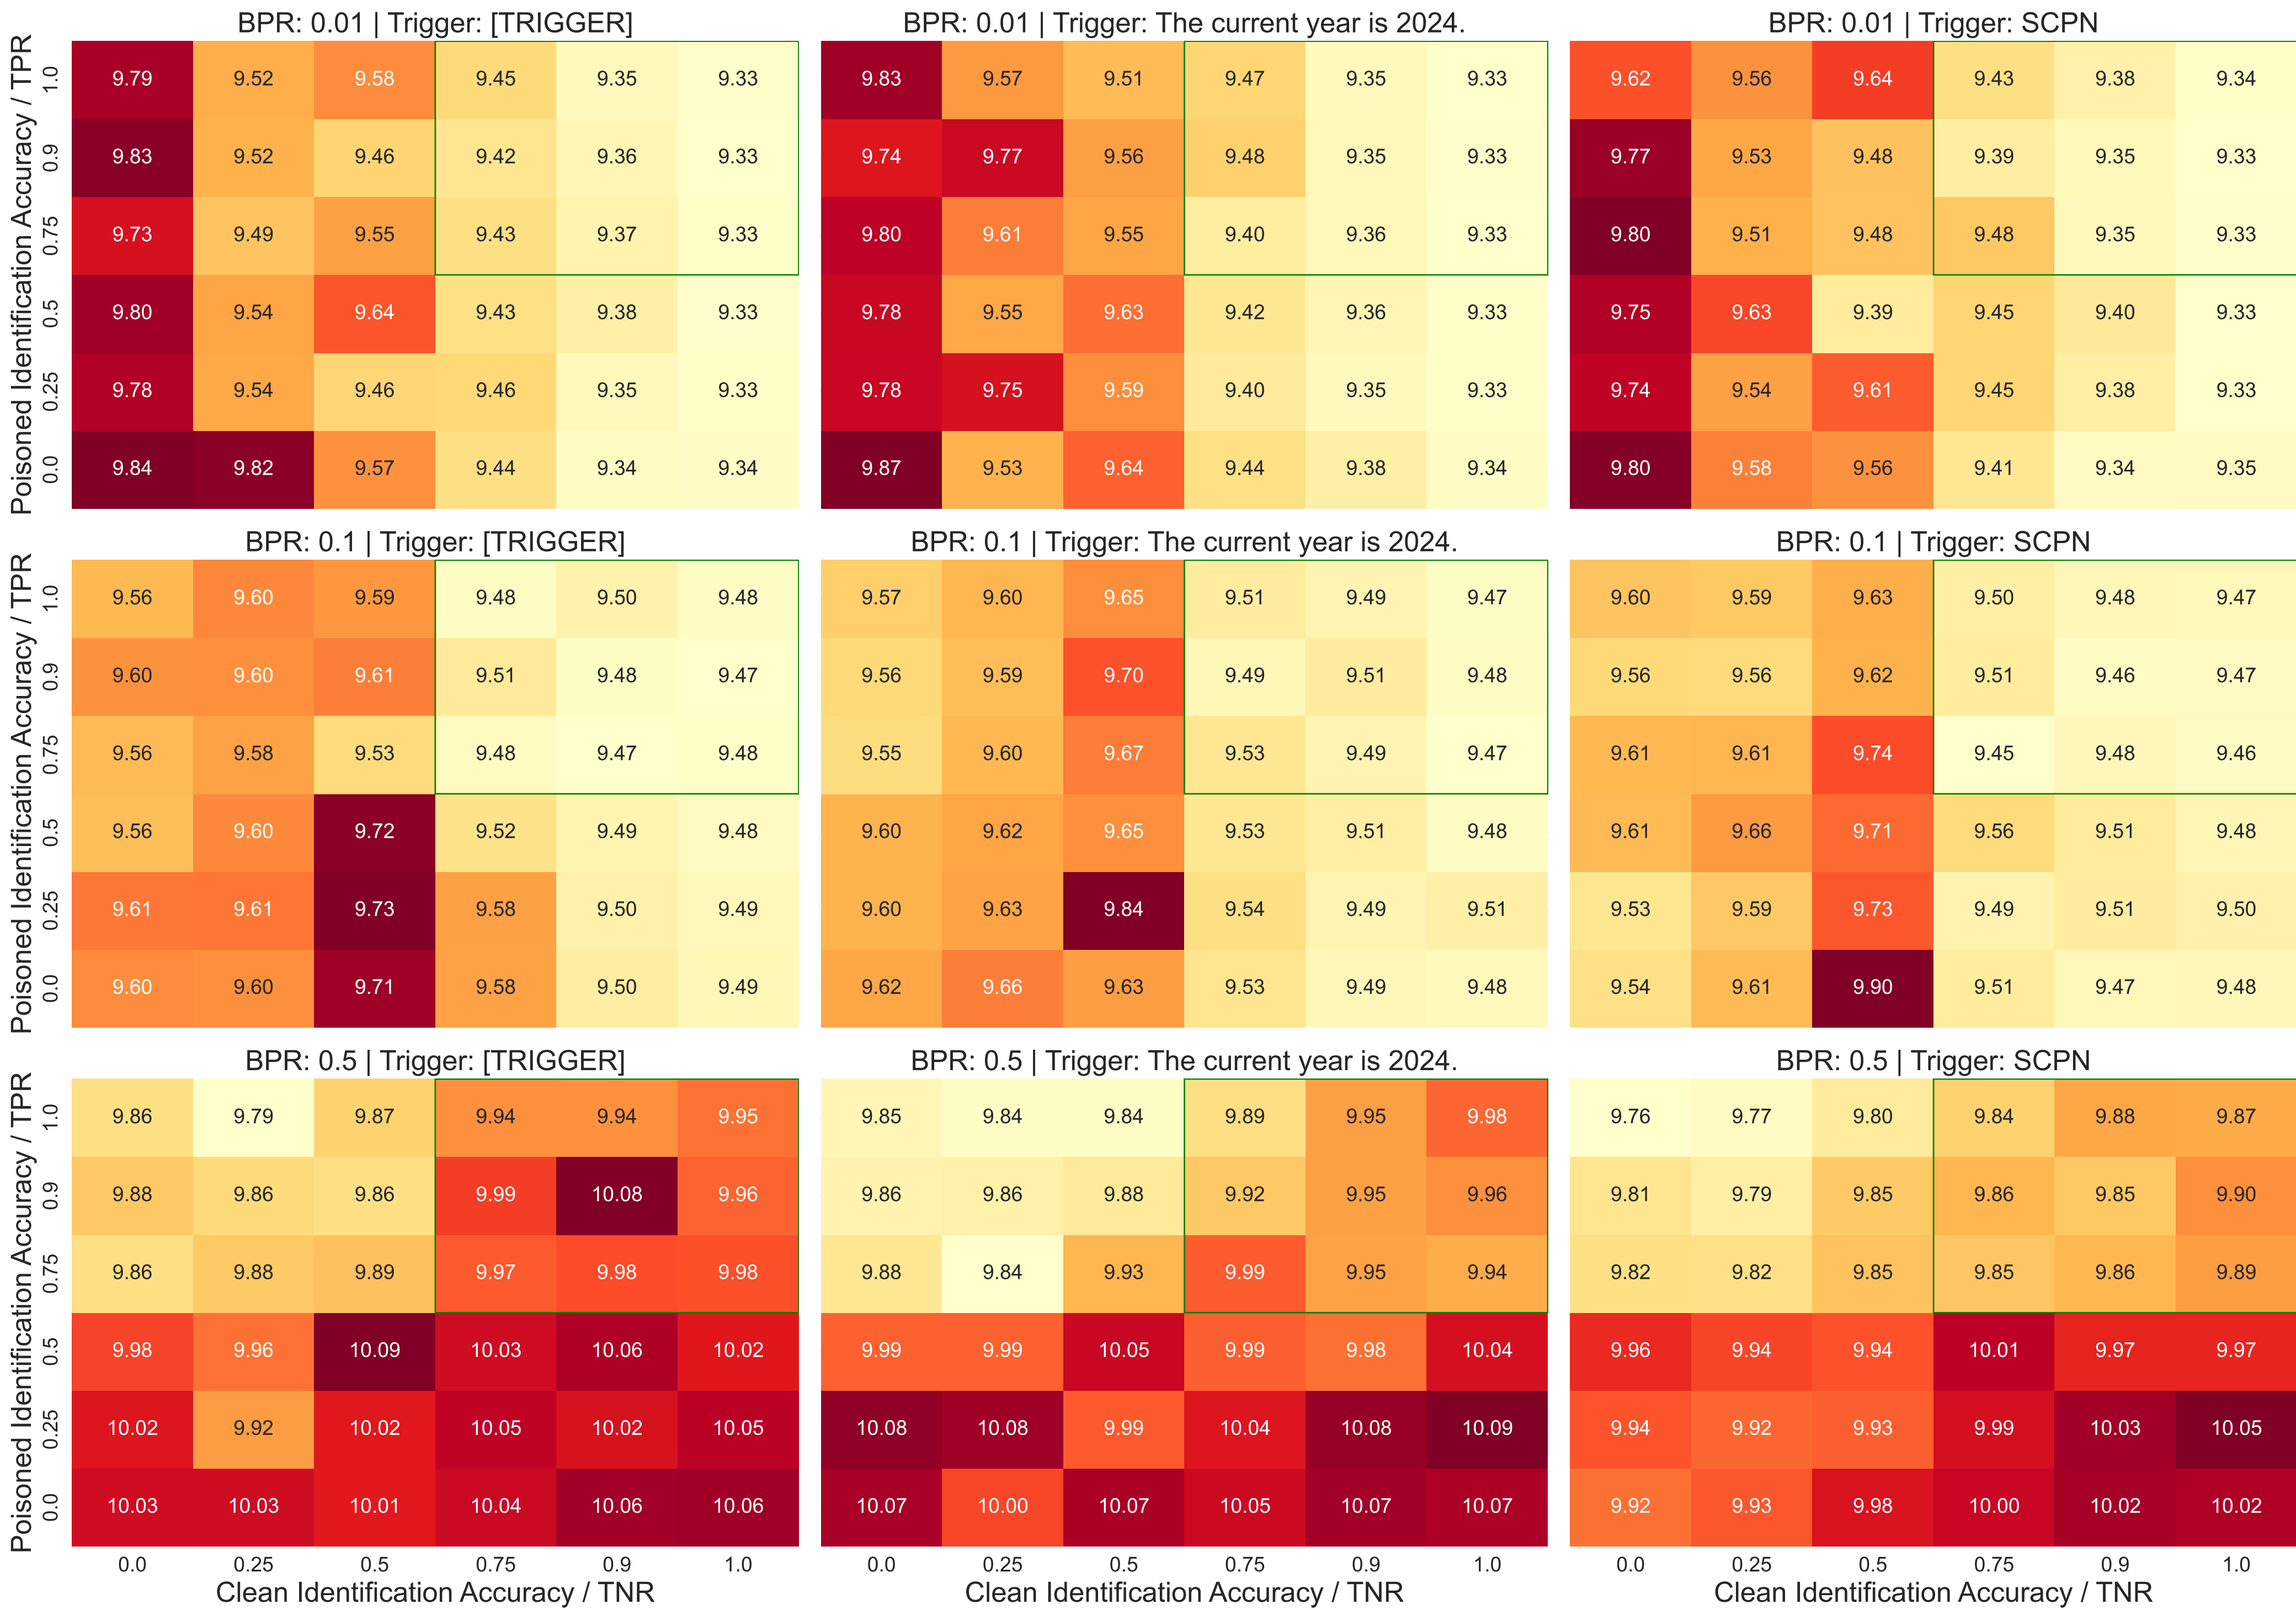 BPR: 0.01 | Trigger: [TRIGGER]
BPR: 0.01 | Trigger: The current year is 2024.
BPR: 0.01 | Trigger: SCPN
Poisoned Identification Accuracy / TPR
1.0 9.79 9.52 9.58 9.45 9.35 9.33 9.83 9.57 9.51 9.47 9.35 9.33 9.62 9.56 9.64 9.43 9.38 9.34
0.9 9.83 9.52 9.46 9.42 9.36 9.33 9.74 9.77 9.56 9.48 9.35 9.33 9.77 9.53 9.48 9.39 9.35 9.33
0.75 9.73 9.49 9.55 9.43 9.37 9.33 9.80 9.61 9.55 9.40 9.36 9.33 9.80 9.51 9.48 9.48 9.35 9.33
0.5 9.80 9.54 9.64 9.43 9.38 9.33 9.78 9.55 9.63 9.42 9.36 9.33 9.75 9.63 9.39 9.45 9.40 9.33
0.25 9.78 9.54 9.46 9.46 9.35 9.33 9.78 9.75 9.59 9.40 9.35 9.33 9.74 9.54 9.61 9.45 9.38 9.33
0.0 9.84 9.82 9.57 9.44 9.34 9.34 9.87 9.53 9.64 9.44 9.38 9.34 9.80 9.58 9.56 9.41 9.34 9.35
BPR: 0.1 | Trigger: [TRIGGER]
BPR: 0.1 | Trigger: The current year is 2024.
BPR: 0.1 | Trigger: SCPN
Poisoned Identification Accuracy / TPR
1.0 9.56 9.60 9.59 9.48 9.50 9.48 9.57 9.60 9.65 9.51 9.49 9.47 9.60 9.59 9.63 9.50 9.48 9.47
0.9 9.60 9.60 9.61 9.51 9.48 9.47 9.56 9.59 9.70 9.49 9.51 9.48 9.56 9.56 9.62 9.51 9.46 9.47
0.75 9.56 9.58 9.53 9.48 9.47 9.48 9.55 9.60 9.67 9.53 9.49 9.47 9.61 9.61 9.74 9.45 9.48 9.46
0.5 9.56 9.60 9.72 9.52 9.49 9.48 9.60 9.62 9.65 9.53 9.51 9.48 9.61 9.66 9.71 9.56 9.51 9.48
0.25 9.61 9.61 9.73 9.58 9.50 9.49 9.60 9.63 9.84 9.54 9.49 9.51 9.53 9.59 9.73 9.49 9.51 9.50
0.0 9.60 9.60 9.71 9.58 9.50 9.49 9.62 9.66 9.63 9.53 9.49 9.48 9.54 9.61 9.90 9.51 9.47 9.48
BPR: 0.5 | Trigger: [TRIGGER]
BPR: 0.5 | Trigger: The current year is 2024.
BPR: 0.5 | Trigger: SCPN
Poisoned Identification Accuracy / TPR
1.0 9.86 9.79 9.87 9.94 9.94 9.95 9.85 9.84 9.84 9.89 9.95 9.98 9.76 9.77 9.80 9.84 9.88 9.87
0.9 9.88 9.86 9.86 9.99 10.08 9.96 9.86 9.86 9.88 9.92 9.95 9.96 9.81 9.79 9.85 9.86 9.85 9.90
0.75 9.86 9.88 9.89 9.97 9.98 9.98 9.88 9.84 9.93 9.99 9.95 9.94 9.82 9.82 9.85 9.85 9.86 9.89
0.5 9.98 9.96 10.09 10.03 10.06 10.02 9.99 9.99 10.05 9.99 9.98 10.04 9.96 9.94 9.94 10.01 9.97 9.97
0.25 10.02 9.92 10.02 10.05 10.02 10.05 10.08 10.08 9.99 10.04 10.08 10.09 9.94 9.92 9.93 9.99 10.03 10.05
0.0 10.03 10.03 10.01 10.04 10.06 10.06 10.07 10.00 10.07 10.05 10.07 10.07 9.92 9.93 9.98 10.00 10.02 10.02
0.0 0.25 0.5 0.75 0.9 1.0 0.0 0.25 0.5 0.75 0.9 1.0 0.0 0.25 0.5 0.75 0.9 1.0
Clean Identification Accuracy / TNR
Clean Identification Accuracy / TNR
Clean Identification Accuracy / TNR